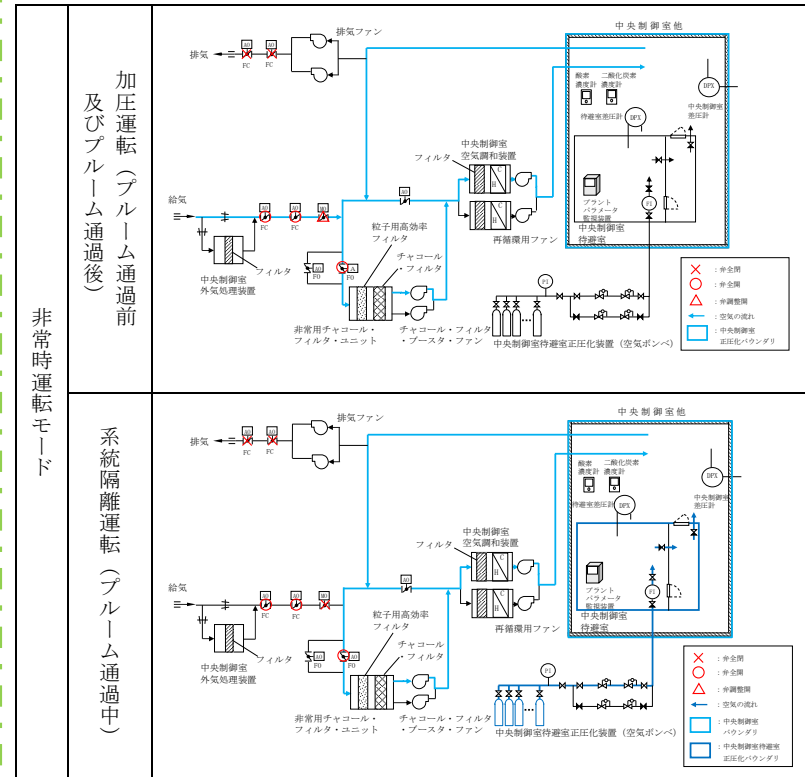 非常時運転モード
加圧運転（プルーム通過前
及びプルーム通過後）
中央制御室他
排気ファン
排気
AO
AO
FC
FC
酸素
濃度計
二酸化炭素
濃度計
DPX
中央制御室
差圧計
待避室差圧計
DPX
中央制御室
空気調和装置
フィルタ
C
H
C
H
再循環用ファン
プラント
パラメータ
監視装置
PI
中央制御室
待避室
給気
AO
AO
MO
FC
FC
AO
粒子用高効率
フィルタ
チャコール
・フィルタ
フィルタ
中央制御室
外気処理装置
AO
FO
A
FO
非常用チャコール・
フィルタ・ユニット
チャコール・フィルタ
・ブースタ・ファン
PI
中央制御室待避室正圧化装置（空気ボンベ）
：弁全閉
：弁全開
：弁調整開
：空気の流れ
：中央制御室
正圧化バウンダリ
系統隔離運転（プルーム通過中）
中央制御室他
排気ファン
排気
AO
AO
FC
FC
酸素
濃度計
二酸化炭素
濃度計
DPX
中央制御室
差圧計
待避室差圧計
DPX
中央制御室
空気調和装置
フィルタ
C
H
C
H
再循環用ファン
プラント
パラメータ
監視装置
PI
中央制御室
待避室
給気
AO
AO
MO
FC
FC
AO
粒子用高効率
フィルタ
チャコール
・フィルタ
フィルタ
中央制御室
外気処理装置
AO
FO
AO
FO
非常用チャコール・
フィルタ・ユニット
チャコール・フィルタ
・ブースタ・ファン
PI
中央制御室待避室正圧化装置（空気ボンベ）
：弁全閉
：弁全開
：弁調整開
：空気の流れ
：中央制御室
バウンダリ
：中央制御室待避室
正圧化バウンダリ